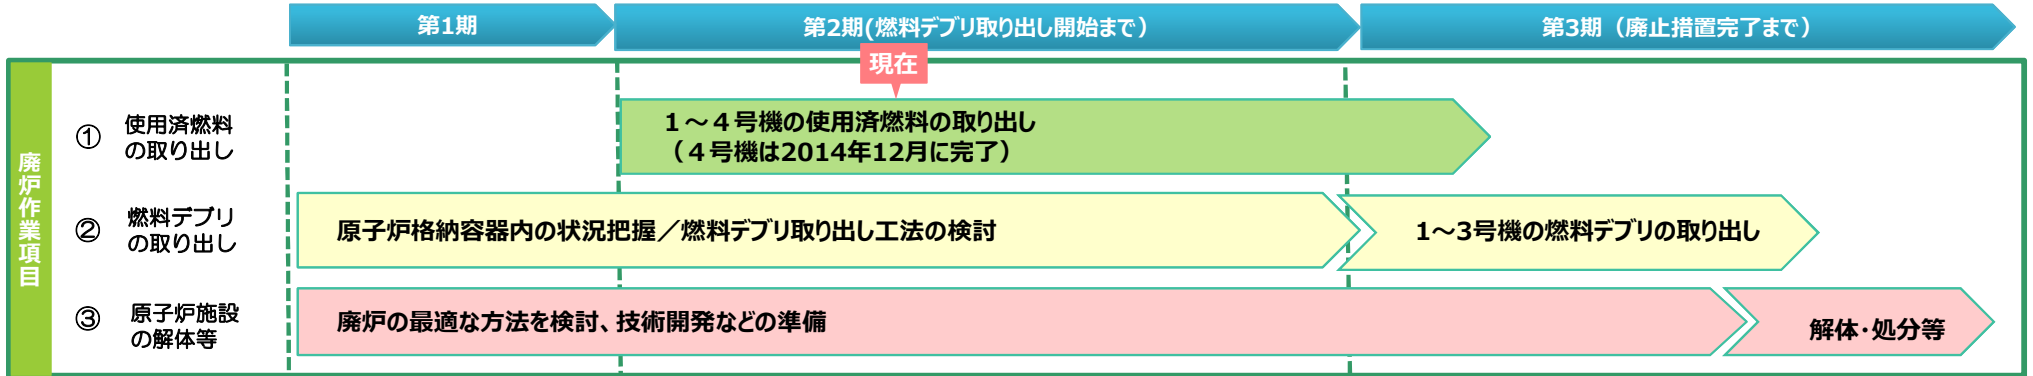 第1期
第2期(燃料デブリ取り出し開始まで)
第3期（廃止措置完了まで）
現在
廃炉作業項目
① 使用済燃料
の取り出し
１～４号機の使用済燃料の取り出し
（４号機は2014年12月に完了）
② 燃料デブリ
の取り出し
原子炉格納容器内の状況把握／燃料デブリ取り出し工法の検討
1～3号機の燃料デブリの取り出し
③ 原子炉施設
の解体等
廃炉の最適な方法を検討、技術開発などの準備
解体・処分等